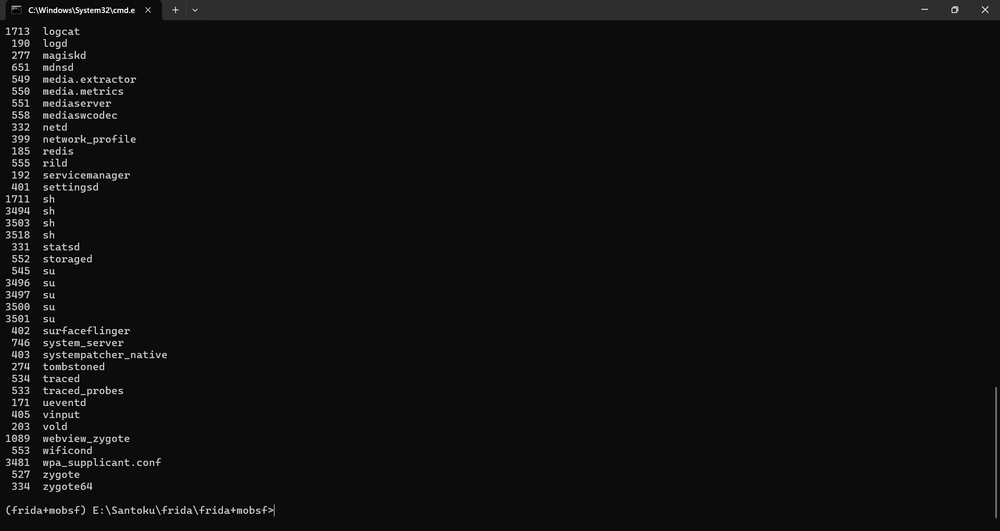 C:\Windows\System32\cmd.e
1713 logcat
190 logd
277 magiskd
651 mdnsd
549 media.extractor
550 media.metrics
551 mediaserver
558 mediaswcodec
332 netd
399 network_profile
185 redis
555 rild
192 servicemanager
401 settingsd
1711 sh
3494 sh
3503 sh
3518 sh
331 statsd
552 storaged
545 su
3496 su
3497 su
3500 su
3501 su
402 surfaceflinger
746 system_server
403 systempatcher_native
274 tombstoned
534 traced
533 traced_probes
171 ueventd
405 vinput
203 vold
1089 webview_zygote
553 wificond
3481 wpa_supplicant.conf
527 zygote
334 zygote64
(frida+mobsf) E:\Santoku\frida\frida+mobsf>